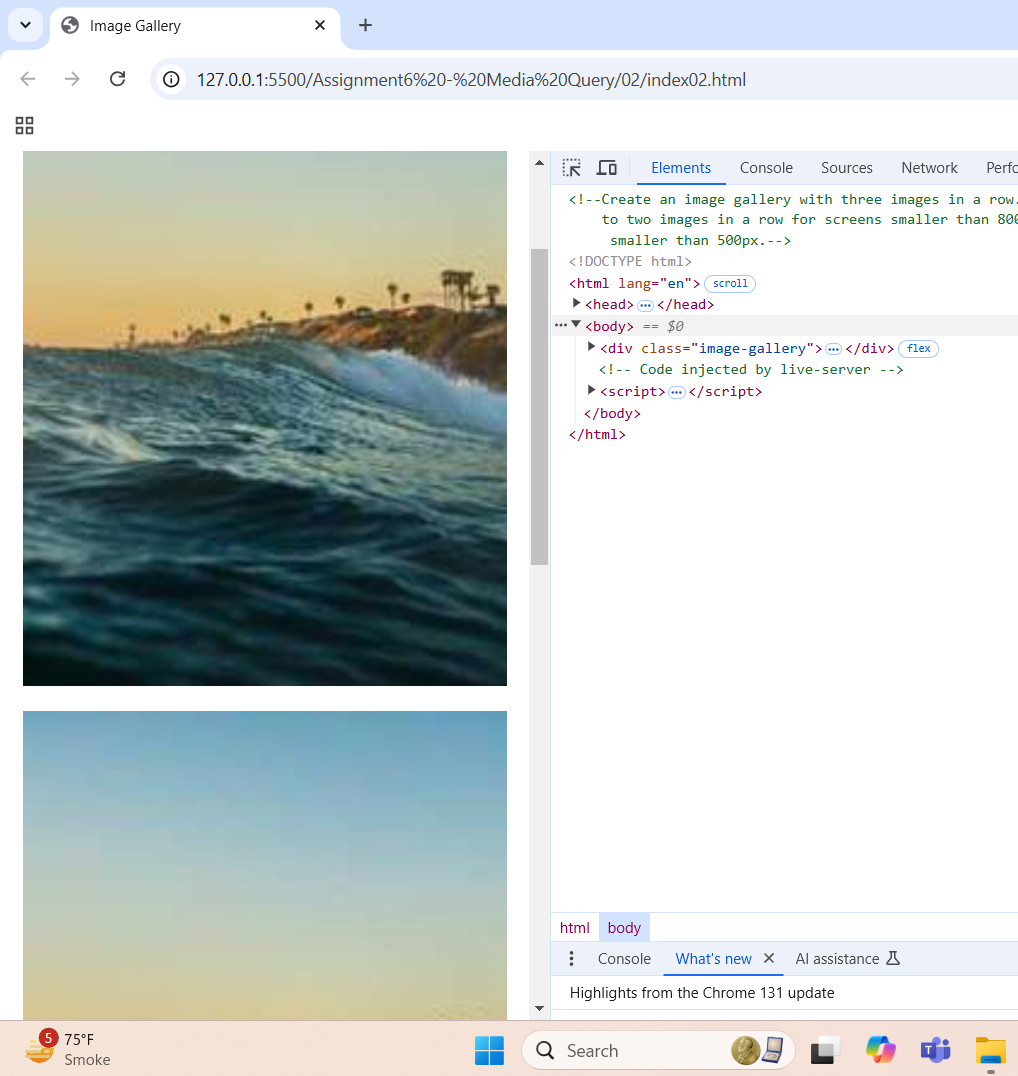 Image Gallery
127.0.0.1:5500/Assignment6%20-%20Media%20Query/02/index02.html
Elements Console Sources Network Perfo
<!--Create an image gallery with three images in a row.
to two images in a row for screens smaller than 800
smaller than 500px.-->
<!DOCTYPE html>
<html lang="en"> scroll
<head> ••• </head>
••• <body> == $0
<div class="image-gallery"> ••• </div> flex
<!-- Code injected by live-server -->
<script> ••• </script>
</body>
</html>
html body
Console What's new AI assistance
Highlights from the Chrome 131 update
5
75°F
Smoke
Search